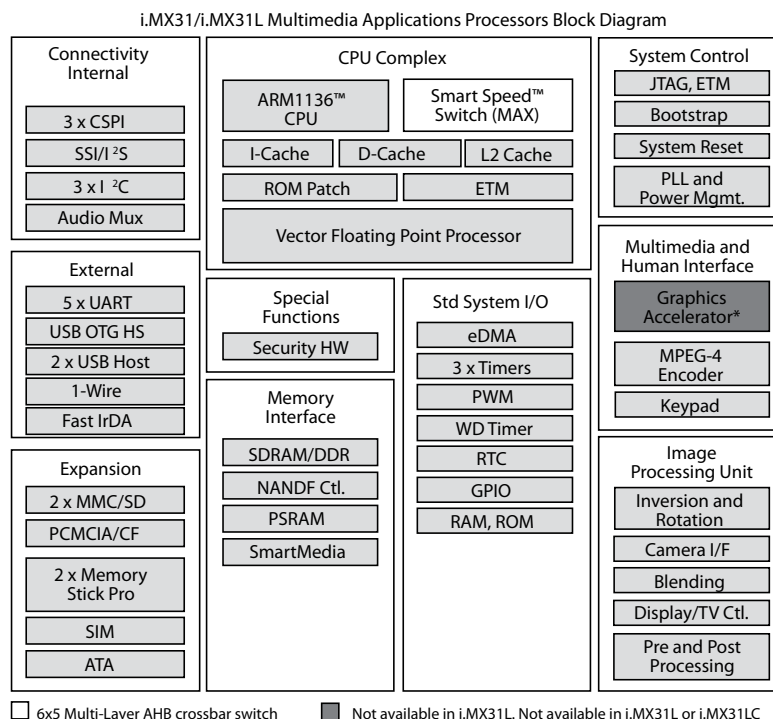 i.MX31/i.MX31L Multimedia Applications Processors Block Diagram
Connectivity
Internal
3 x CSPI
SSI/I ²S
3 x I ²C
Audio Mux
External
5 x UART
USB OTG HS
2 x USB Host
1-Wire
Fast IrDA
Expansion
2 x MMC/SD
PCMCIA/CF
2 x Memory
Stick Pro
SIM
ATA
CPU Complex
ARM1136™
CPU
Smart Speed™
Switch (MAX)
I-Cache
D-Cache
L2 Cache
ROM Patch
ETM
Vector Floating Point Processor
Special
Functions
Security HW
Memory
Interface
SDRAM/DDR
NANDF Ctl.
PSRAM
SmartMedia
Std System I/O
eDMA
3 x Timers
PWM
WD Timer
RTC
GPIO
RAM, ROM
System Control
JTAG, ETM
Bootstrap
System Reset
PLL and
Power Mgmt.
Multimedia and
Human Interface
Graphics
Accelerator*
MPEG-4
Encoder
Keypad
Image
Processing Unit
Inversion and
Rotation
Camera I/F
Blending
Display/TV Ctl.
Pre and Post
Processing
6x5 Multi-Layer AHB crossbar switch
Not available in i.MX31L. Not available in i.MX31L or i.MX31LC